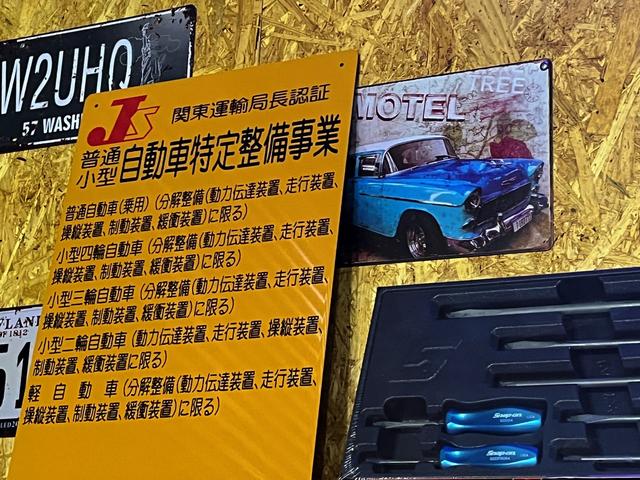 W2UHO
57 WASH
JS
関東運輸局長認証
普通
小型
自動車特定整備事業
普通自動車(乗用)(分解整備(動力伝達装置、走行装置、
操縦装置、制動装置、緩衝装置)に限る)
小型四輪自動車(分解整備(動力伝達装置、走行装置、
操縦装置、制動装置、緩衝装置)に限る)
小型三輪自動車(分解整備(動力伝達装置、走行装置、
操縦装置、制動装置、緩衝装置)に限る)
小型二輪自動車(動力伝達装置、走行装置、操縦装置、
制動装置、緩衝装置に限る)
軽自動車(分解整備(動力伝達装置、走行装置、
操縦装置、制動装置、緩衝装置)に限る)
TREE
MOTEL
YLAND
OF 1812
51
Snap-on
Snap-on